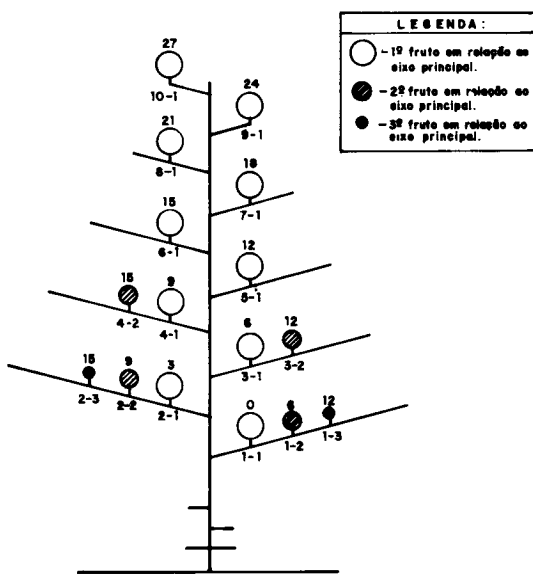 LEGENDA:
- 1º fruto em relação ao
eixo principal.
- 2º fruto em relação ao
eixo principal.
- 3º fruto em relação ao
eixo principal.
27
10-1
24
9-1
21
8-1
18
7-1
15
6-1
12
5-1
15 9
4-2 4-1
6 12
3-1 3-2
15 9 3
2-3 2-2 2-1
0 6 12
1-1 1-2 1-3